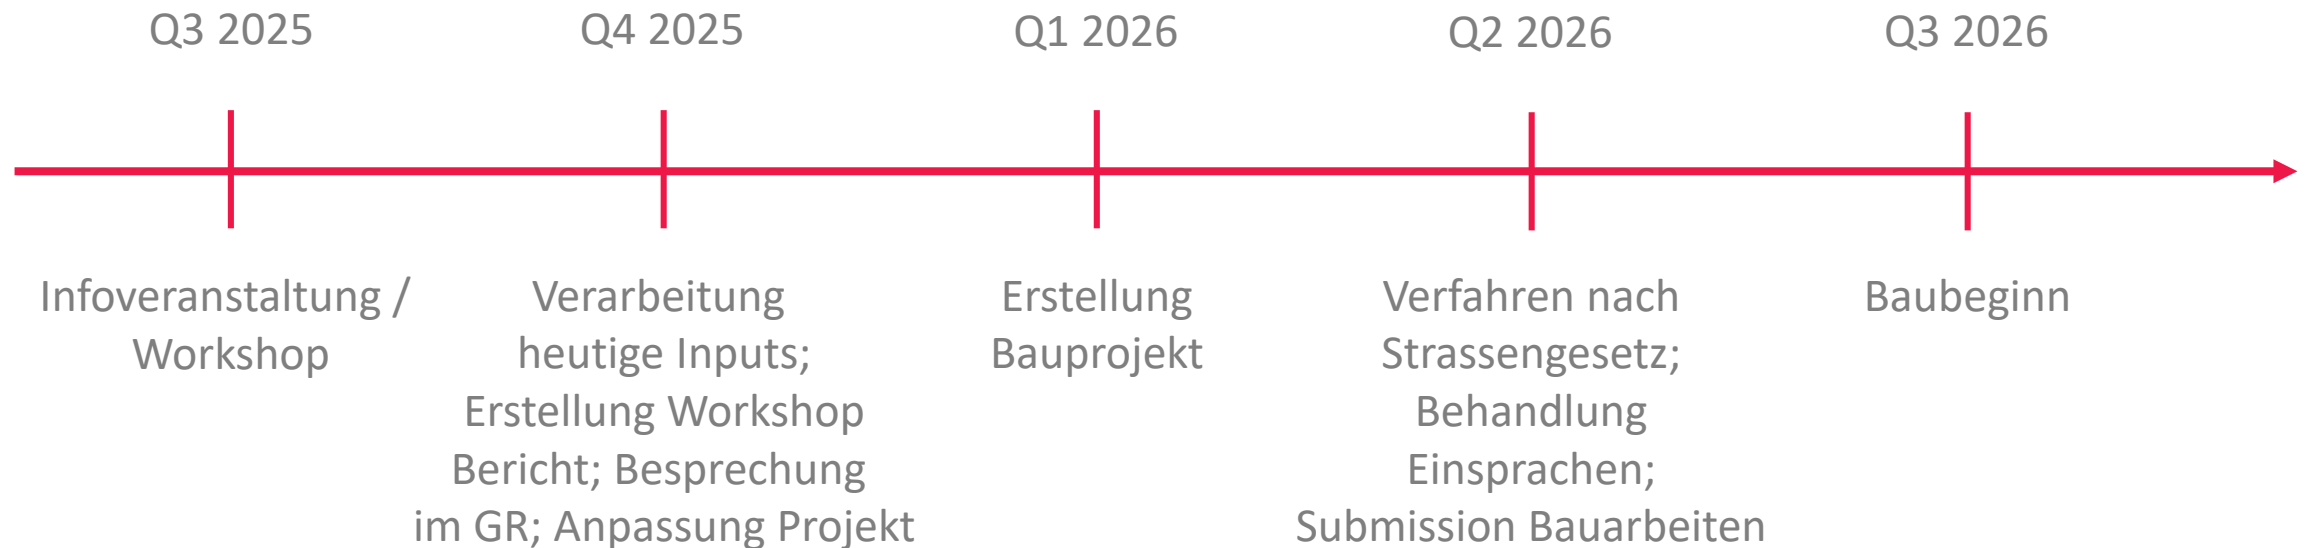 Q3 2025
Q4 2025
Q1 2026
Q2 2026
Q3 2026
Infoveranstaltung /
Workshop
Verarbeitung
heutige Inputs;
Erstellung Workshop
Bericht; Besprechung
im GR; Anpassung Projekt
Erstellung
Bauprojekt
Verfahren nach
Strassengesetz;
Behandlung
Einsprachen;
Submission Bauarbeiten
Baubeginn